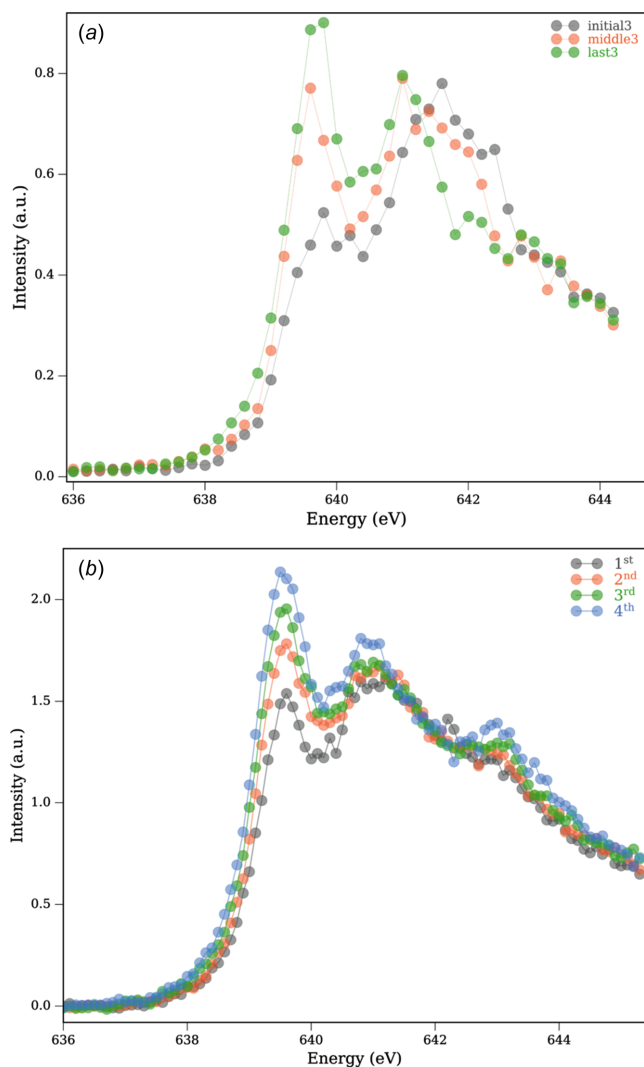 (a)
initial3
middle3
last3
0.8
0.6
0.4
0.2
0.0
Intensity (a.u.)
636 638 640 642 644
Energy (eV)
(b)
1st
2nd
3rd
4th
2.0
1.5
1.0
0.5
0.0
Intensity (a.u.)
636 638 640 642 644
Energy (eV)